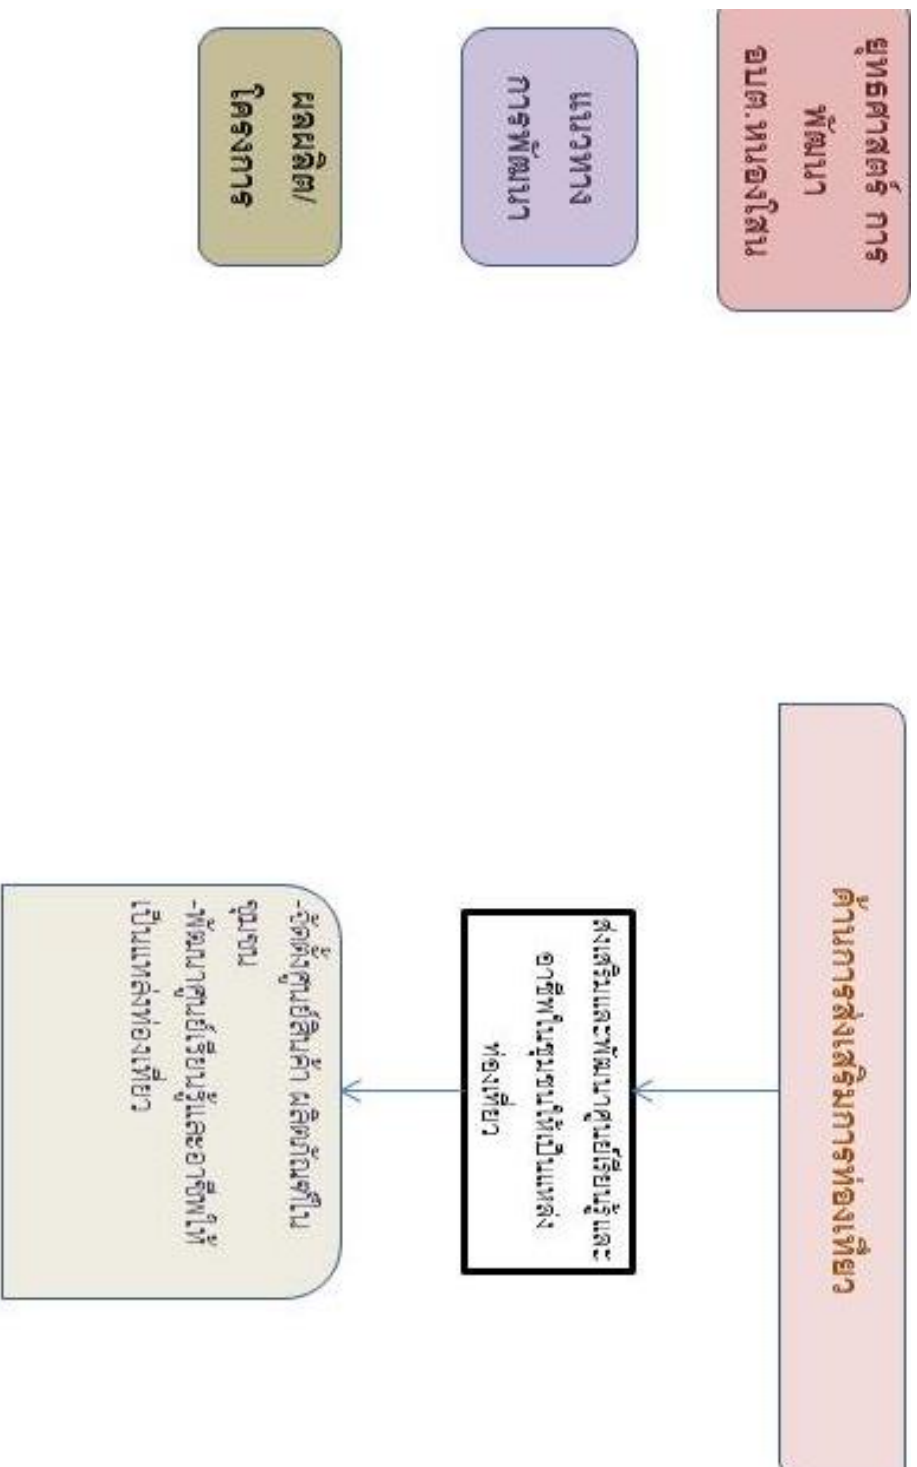 ยุทธศาสตร์ การ
พัฒนา
อบต.หนองโสน
ด้านการส่งเสริมการท่องเที่ยว
แนวทาง
การพัฒนา
ส่งเสริมและพัฒนาศูนย์เรียนรู้และ
อาชีพในชุมชนให้เป็นแหล่ง
ท่องเที่ยว
ผลผลิต/
โครงการ
-จัดตั้งศูนย์สินค้า ผลิตภัณฑ์ใน
ชุมชน
-พัฒนาศูนย์เรียนรู้และอาชีพให้
เป็นแหล่งท่องเที่ยว